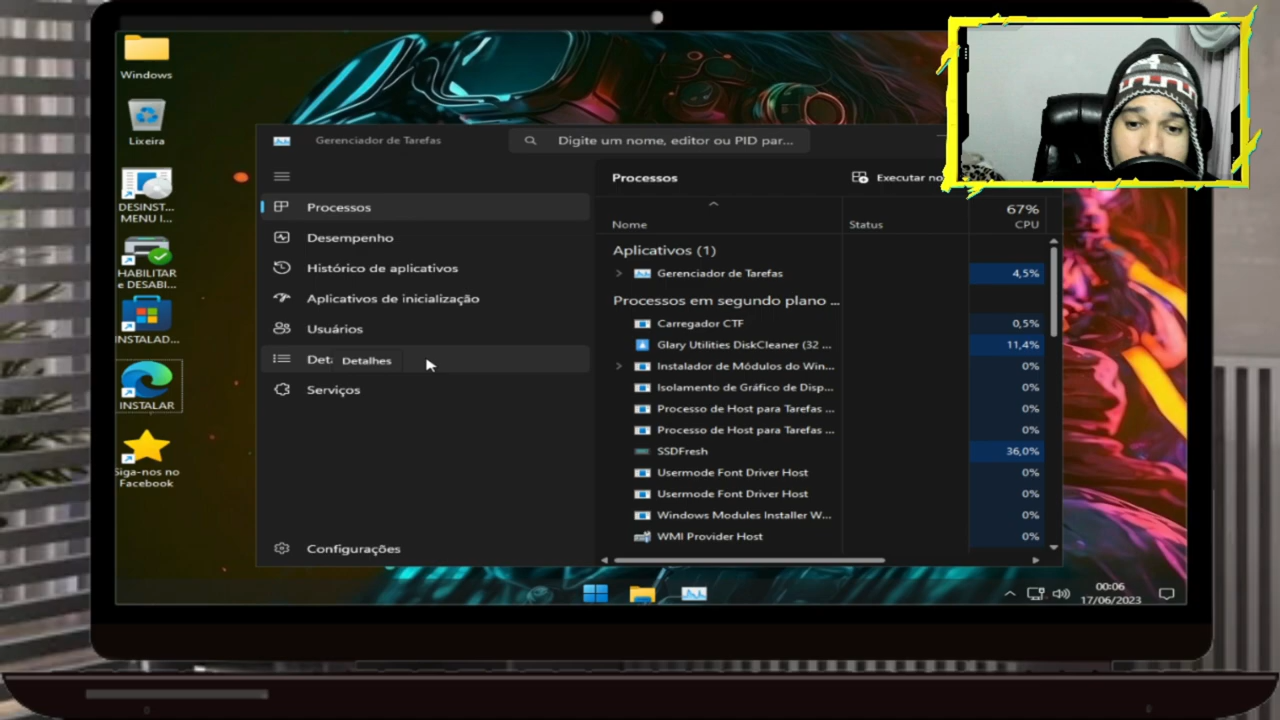 Windows
Lixeira
DESINST...
MENU I...
HABILITAR
e DESABI...
INSTALAD...
INSTALAR
Siga-nos no
Facebook
Gerenciador de Tarefas
Digite um nome, editor ou PID par...
Processos
Desempenho
Histórico de aplicativos
Aplicativos de inicialização
Usuários
Det
Detalhes
Serviços
Configurações
Processos
Executar no
67%
Nome
Status
CPU
Aplicativos (1)
Gerenciador de Tarefas
4,5%
Processos em segundo plano ...
Carregador CTF
0,5%
Glary Utilities DiskCleaner (32 ...
11,4%
Instalador de Módulos do Win...
0%
Isolamento de Gráfico de Disp...
0%
Processo de Host para Tarefas ...
0%
Processo de Host para Tarefas ...
0%
SSDFresh
36,0%
Usermode Font Driver Host
0%
Usermode Font Driver Host
0%
Windows Modules Installer W...
0%
WMI Provider Host
0%
00:06
17/06/2023